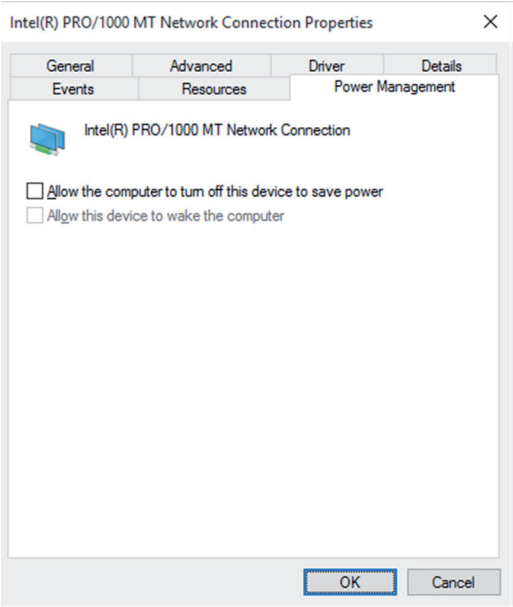 Intel(R) PRO/1000 MT Network Connection Properties
General Advanced Driver Details
Events Resources Power Management
Intel(R) PRO/1000 MT Network Connection
Allow the computer to turn off this device to save power
Allow this device to wake the computer
OK Cancel